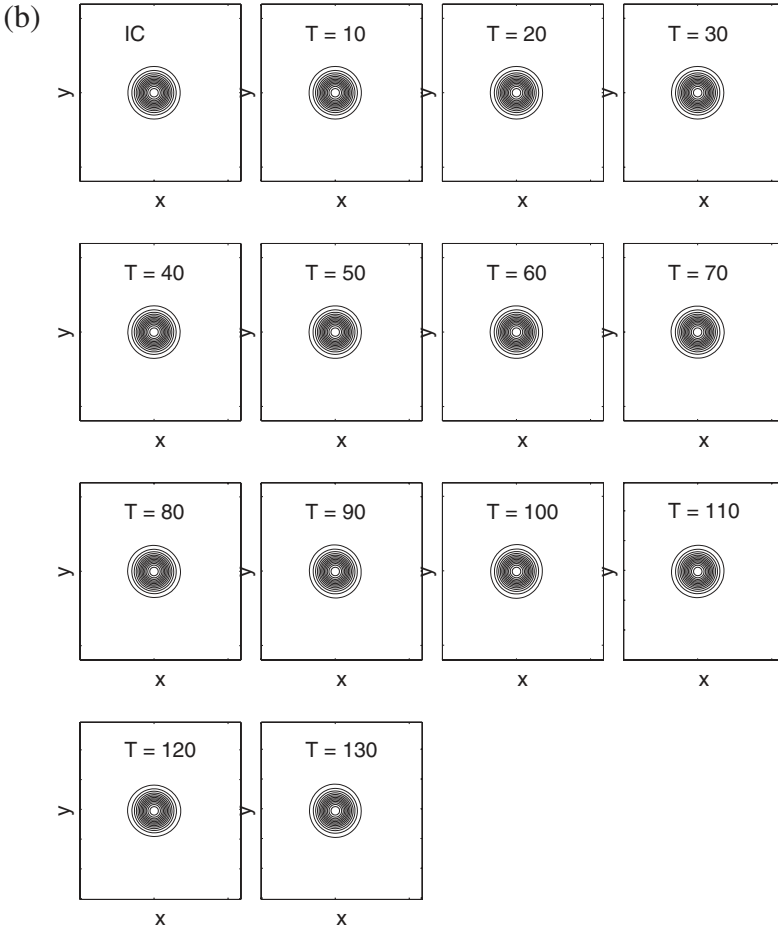 (b)
IC
T = 10
T = 20
T = 30
y
y
y
y
x
x
x
x
T = 40
T = 50
T = 60
T = 70
y
y
y
y
x
x
x
x
T = 80
T = 90
T = 100
T = 110
y
y
y
y
x
x
x
x
T = 120
T = 130
y
y
x
x